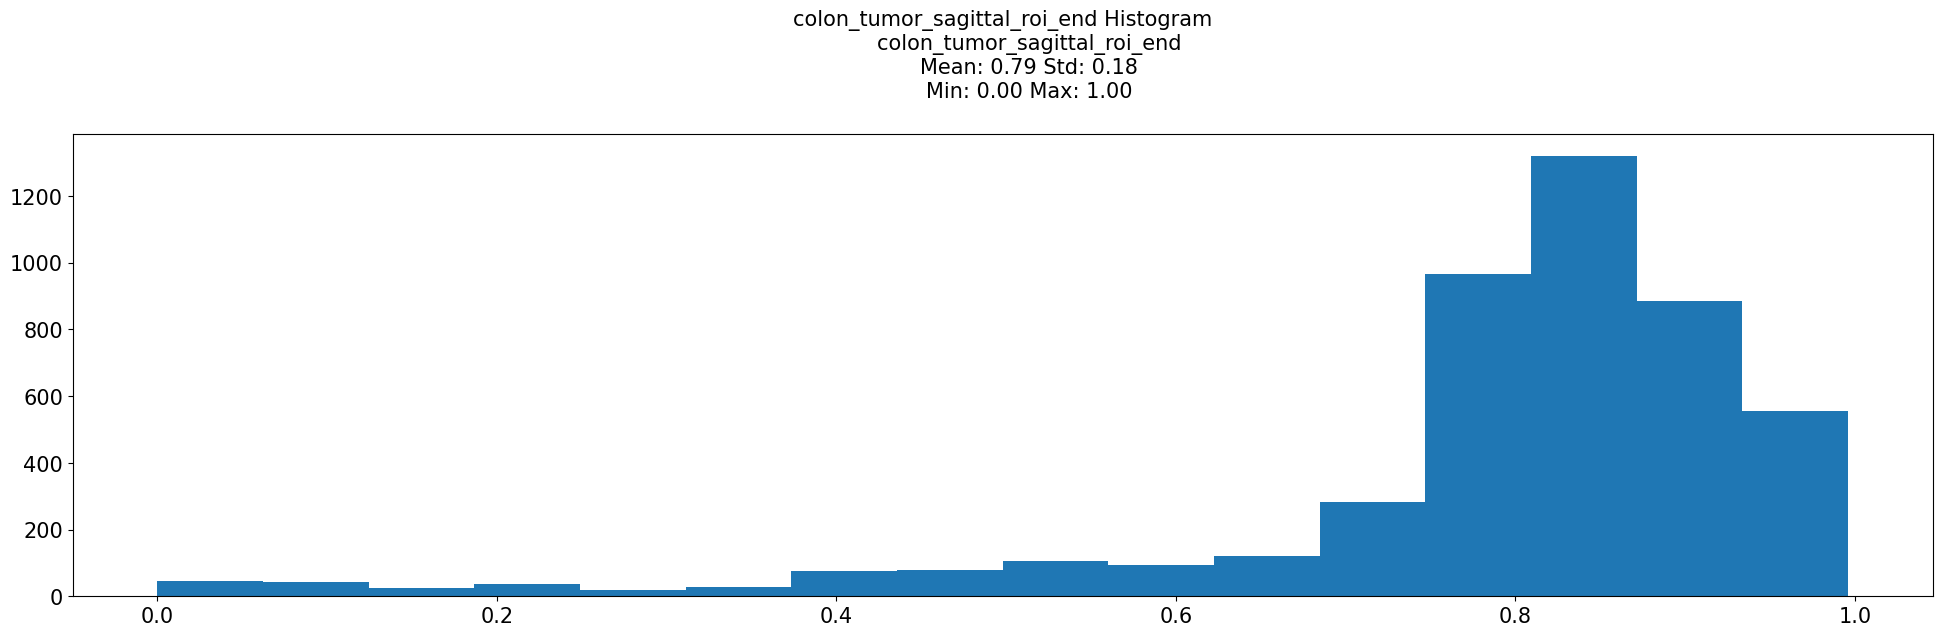 colon_tumor_sagittal_roi_end Histogram
colon_tumor_sagittal_roi_end
Mean: 0.79 Std: 0.18
Min: 0.00 Max: 1.00
1200
1000
800
600
400
200
0
0.0 0.2 0.4 0.6 0.8 1.0